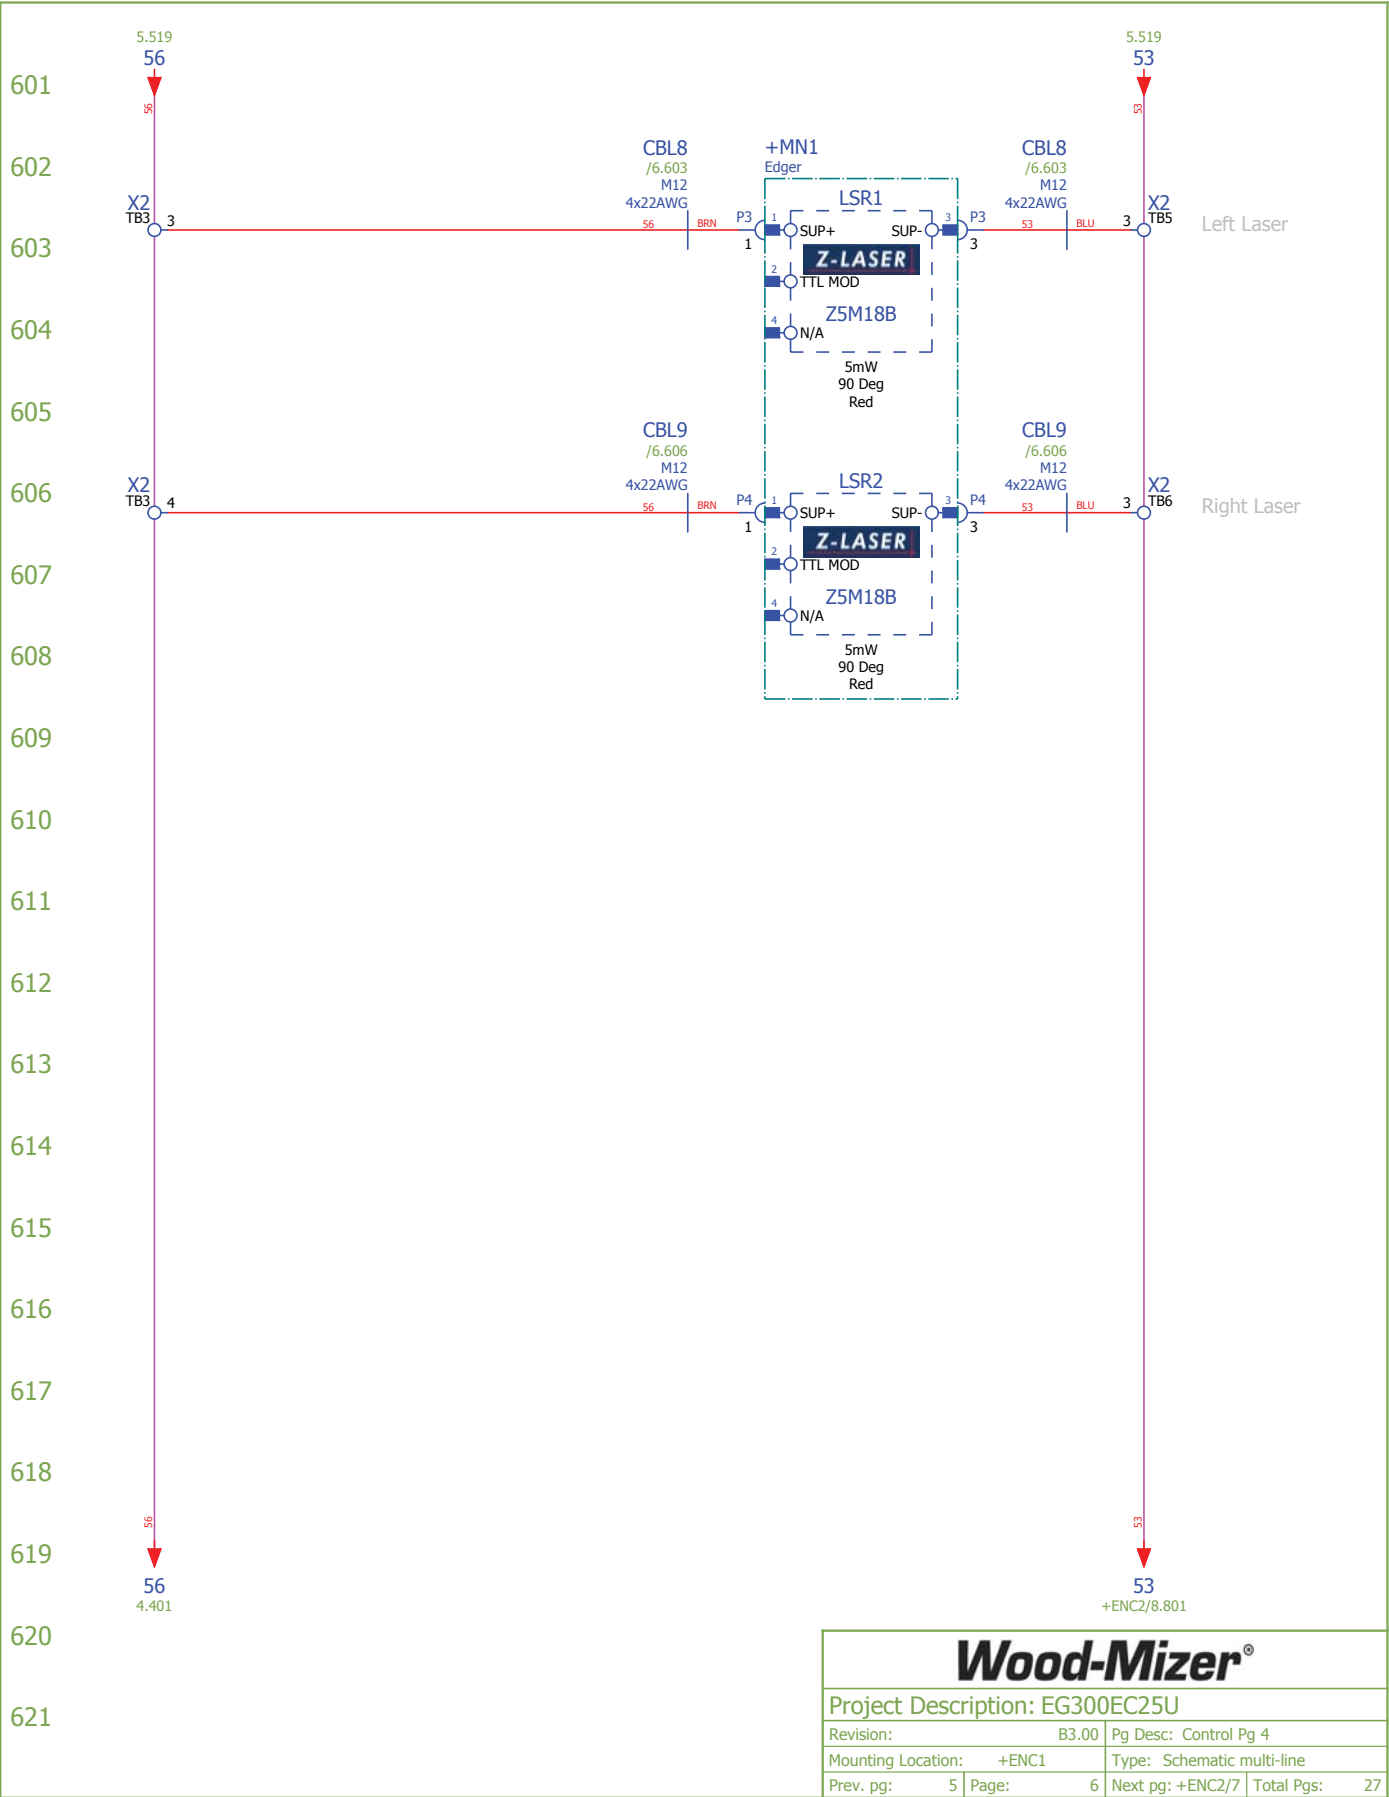 5.519
56
5.519
53
601
56
53
602
CBL8
/6.603
M12
4x22AWG
+MN1
Edger
CBL8
/6.603
M12
4x22AWG
X2
TB3
3
56
BRN
P3
1
1
LSR1
SUP+
SUP-
3
P3
3
53
BLU
3
X2
TB5
Left Laser
603
Z-LASER
2
TTL MOD
604
Z5M18B
4
N/A
5mW
90 Deg
Red
605
CBL9
/6.606
M12
4x22AWG
CBL9
/6.606
M12
4x22AWG
606
X2
TB3
4
56
BRN
P4
1
1
LSR2
SUP+
SUP-
3
P4
3
53
BLU
3
X2
TB6
Right Laser
Z-LASER
607
2
TTL MOD
Z5M18B
4
N/A
608
5mW
90 Deg
Red
609
610
611
612
613
614
615
616
617
618
56
53
619
56
4.401
53
+ENC2/8.801
620
621
Wood-Mizer®
Project Description: EG300EC25U
Revision: B3.00 Pg Desc: Control Pg 4
Mounting Location: +ENC1 Type: Schematic multi-line
Prev. pg: 5 Page: 6 Next pg: +ENC2/7 Total Pgs: 27